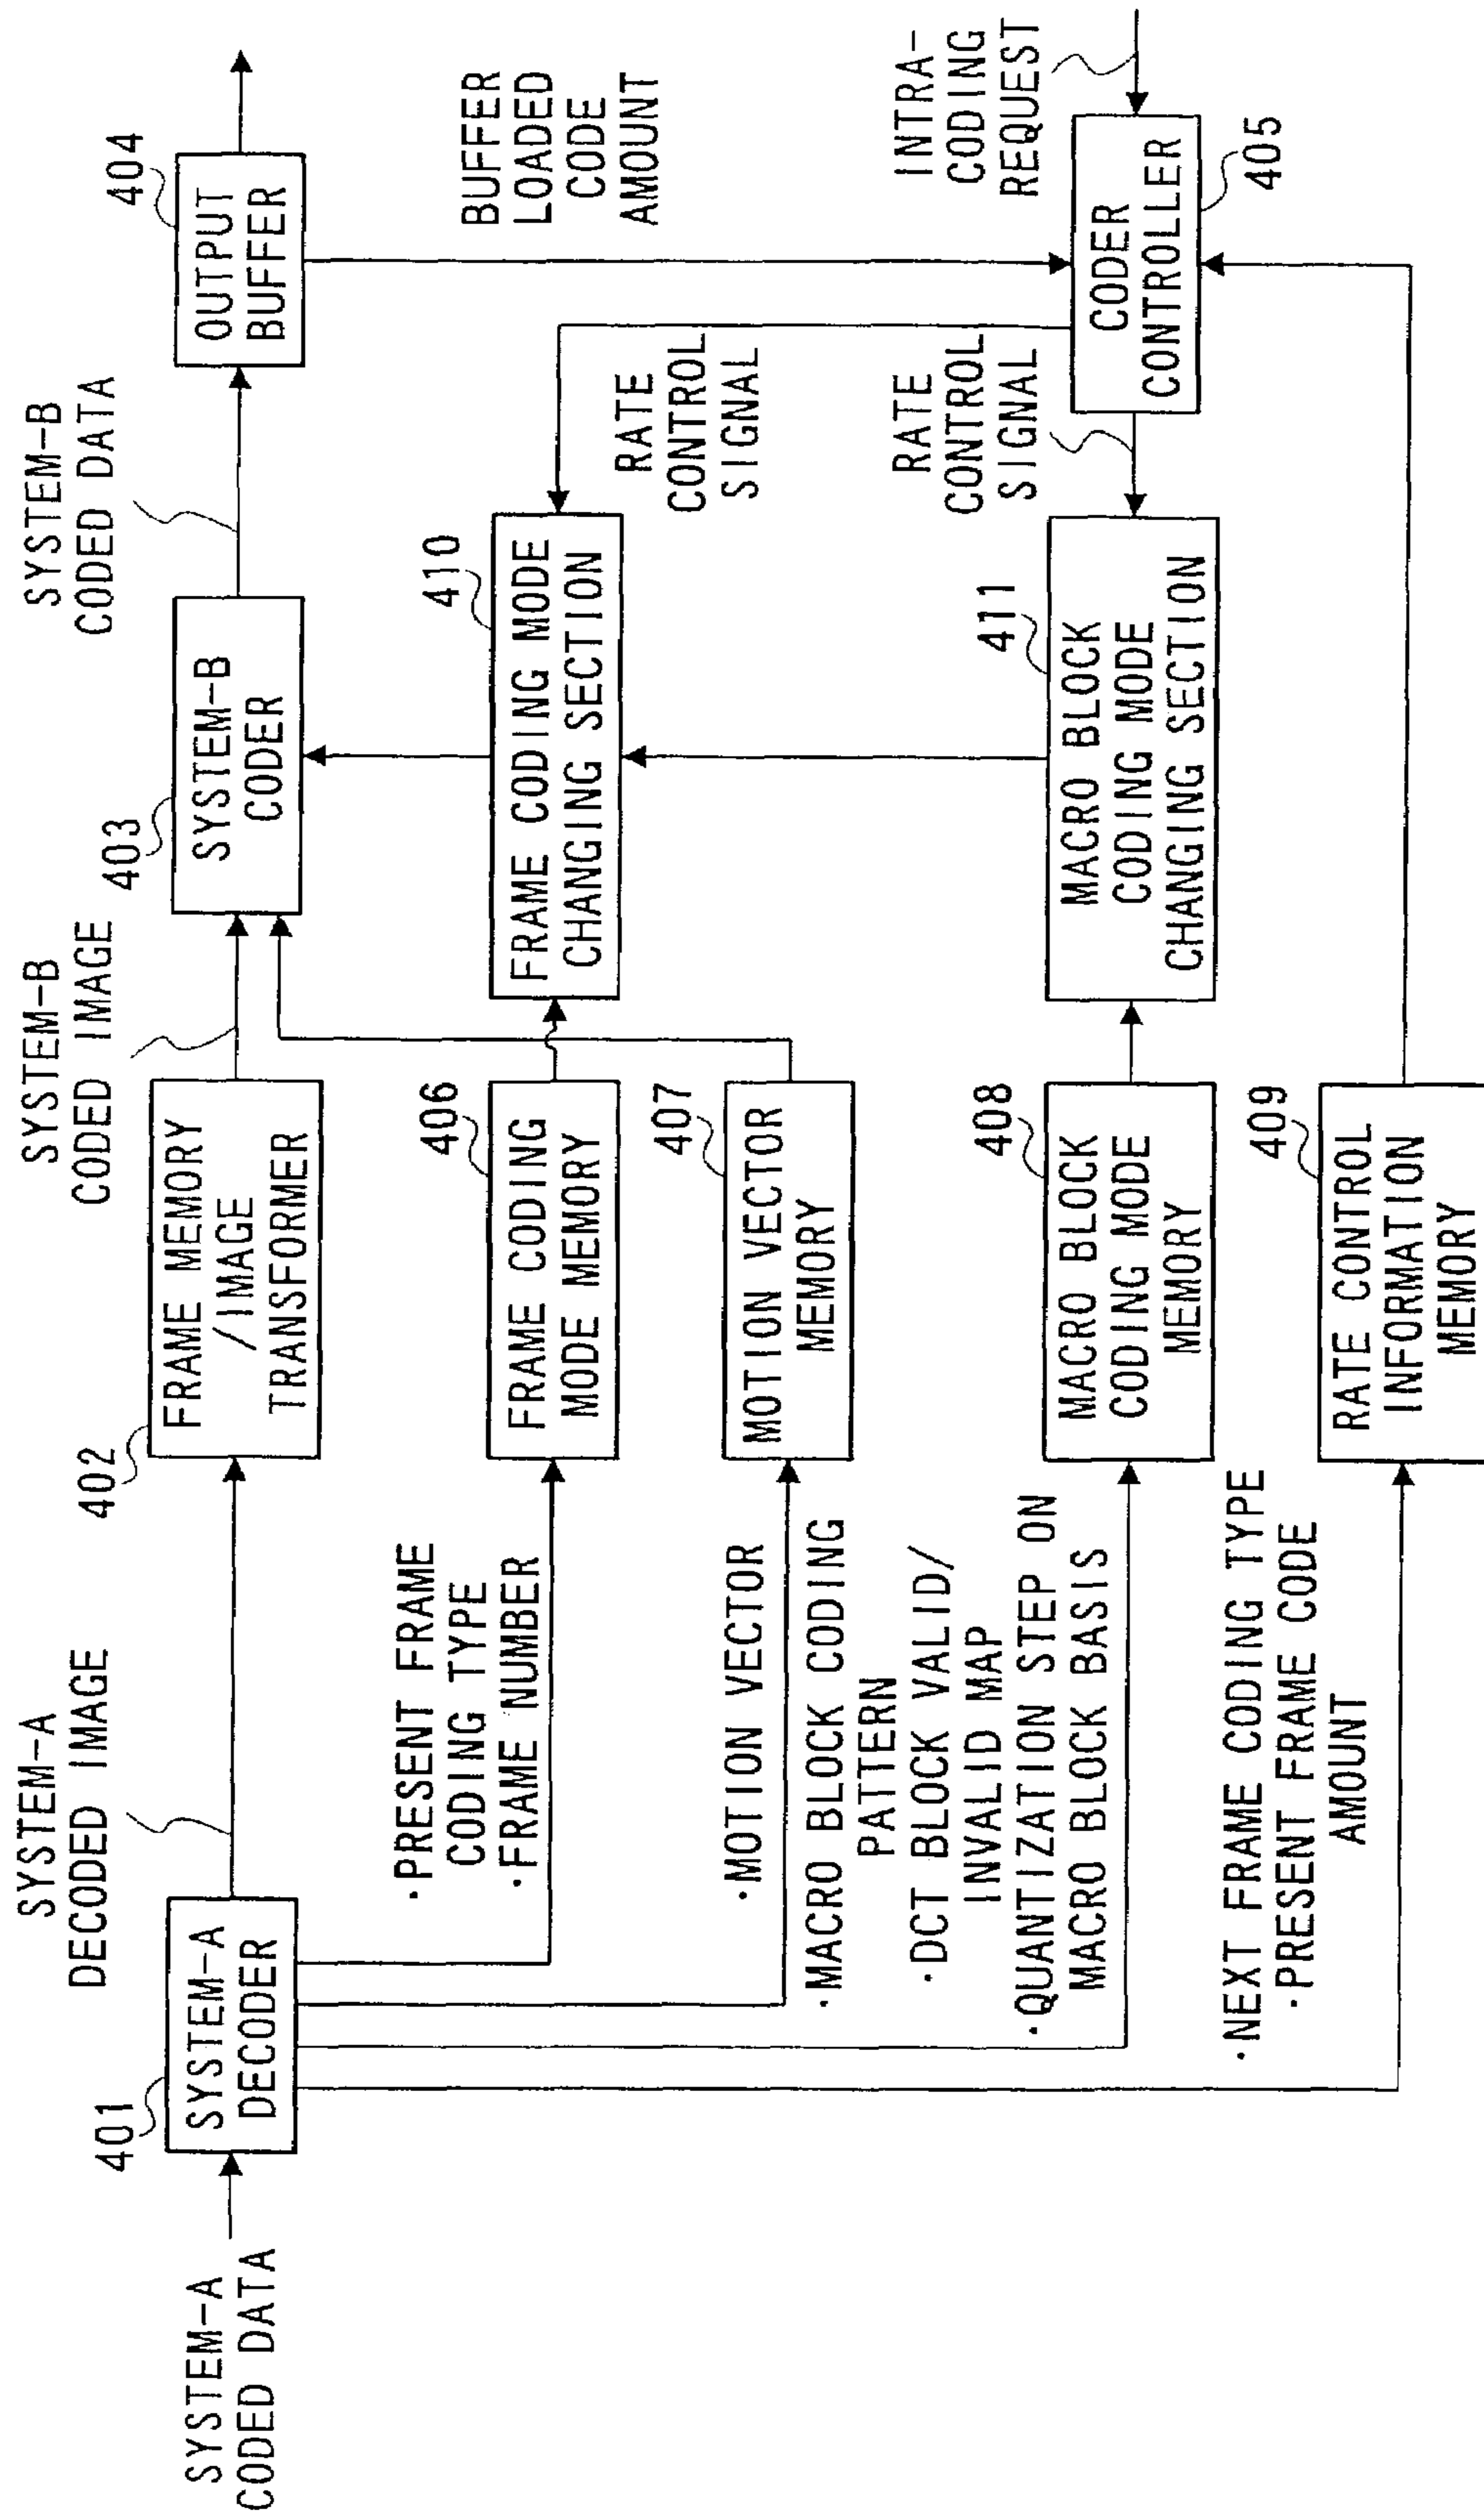 SYSTEM-A
CODED DATA
401
SYSTEM-A
DECODER
SYSTEM-A
DECODED IMAGE
402
FRAME MEMORY
/IMAGE
TRANSFORMER
SYSTEM-B
CODED IMAGE
403
SYSTEM-B
CODER
SYSTEM-B
CODED DATA
404
OUTPUT
BUFFER
BUFFER
LOADED
CODE
AMOUNT
·PRESENT FRAME
CODING TYPE
·FRAME NUMBER
406
FRAME CODING
MODE MEMORY
410
FRAME CODING MODE
CHANGING SECTION
RATE
CONTROL
SIGNAL
·MOTION VECTOR
407
MOTION VECTOR
MEMORY
·MACRO BLOCK CODING
PATTERN
·DCT BLOCK VALID/
INVALID MAP
·QUANTIZATION STEP ON
MACRO BLOCK BASIS
408
MACRO BLOCK
CODING MODE
MEMORY
411
MACRO BLOCK
CODING MODE
CHANGING SECTION
RATE
CONTROL
SIGNAL
INTRA-
CODING
REQUEST
CODER
CONTROLLER
405
·NEXT FRAME CODING TYPE
·PRESENT FRAME CODE
AMOUNT
409
RATE CONTROL
INFORMATION
MEMORY